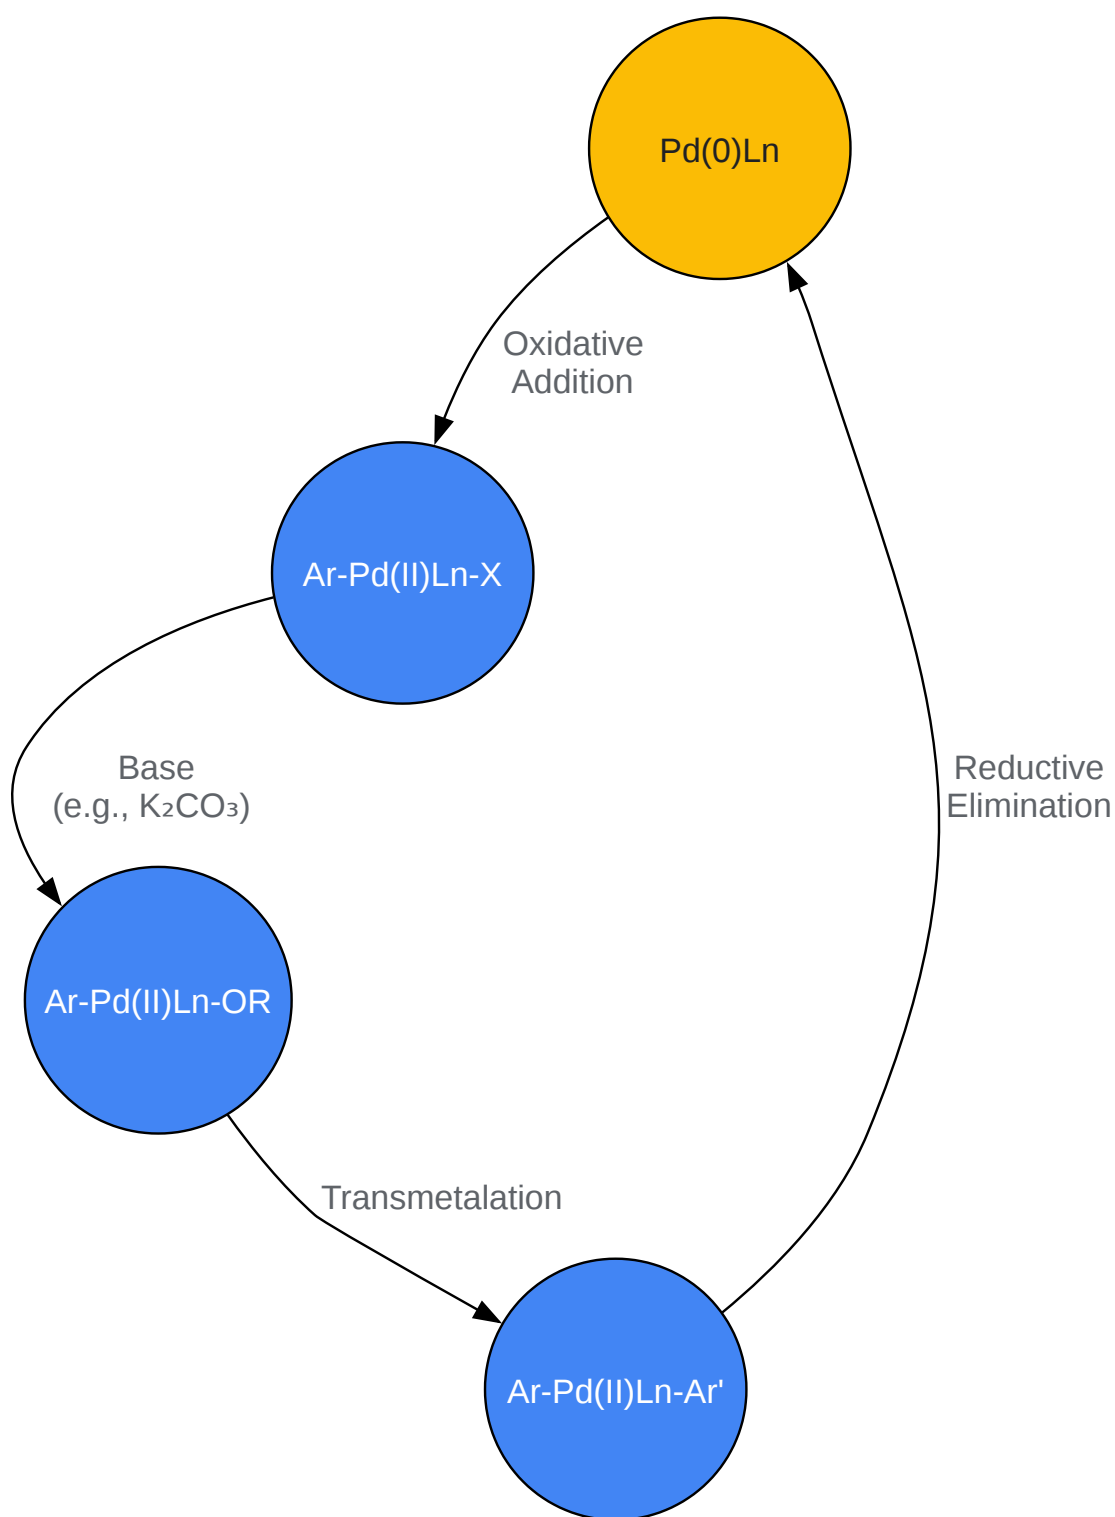 Pd(0)Ln
Oxidative
Addition
Ar-Pd(II)Ln-X
Base
(e.g., K₂CO₃)
Reductive
Elimination
Ar-Pd(II)Ln-OR
Transmetalation
Ar-Pd(II)Ln-Ar'